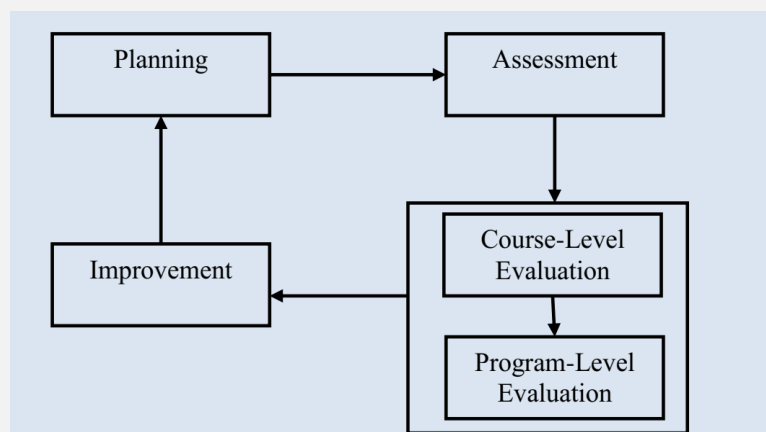 Planning
Assessment
Course-Level
Evaluation
Improvement
Program-Level
Evaluation